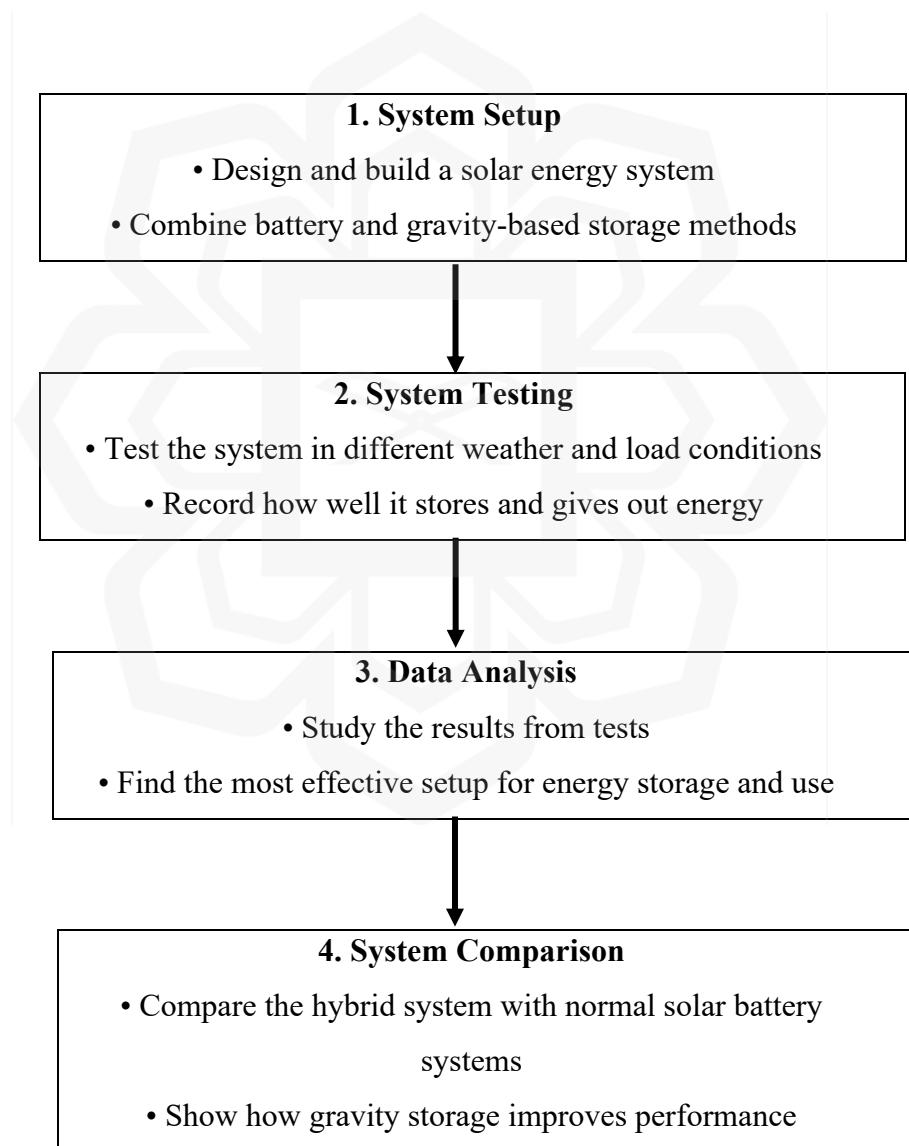 1. System Setup
• Design and build a solar energy system
• Combine battery and gravity-based storage methods
2. System Testing
• Test the system in different weather and load conditions
• Record how well it stores and gives out energy
3. Data Analysis
• Study the results from tests
• Find the most effective setup for energy storage and use
4. System Comparison
• Compare the hybrid system with normal solar battery
systems
• Show how gravity storage improves performance